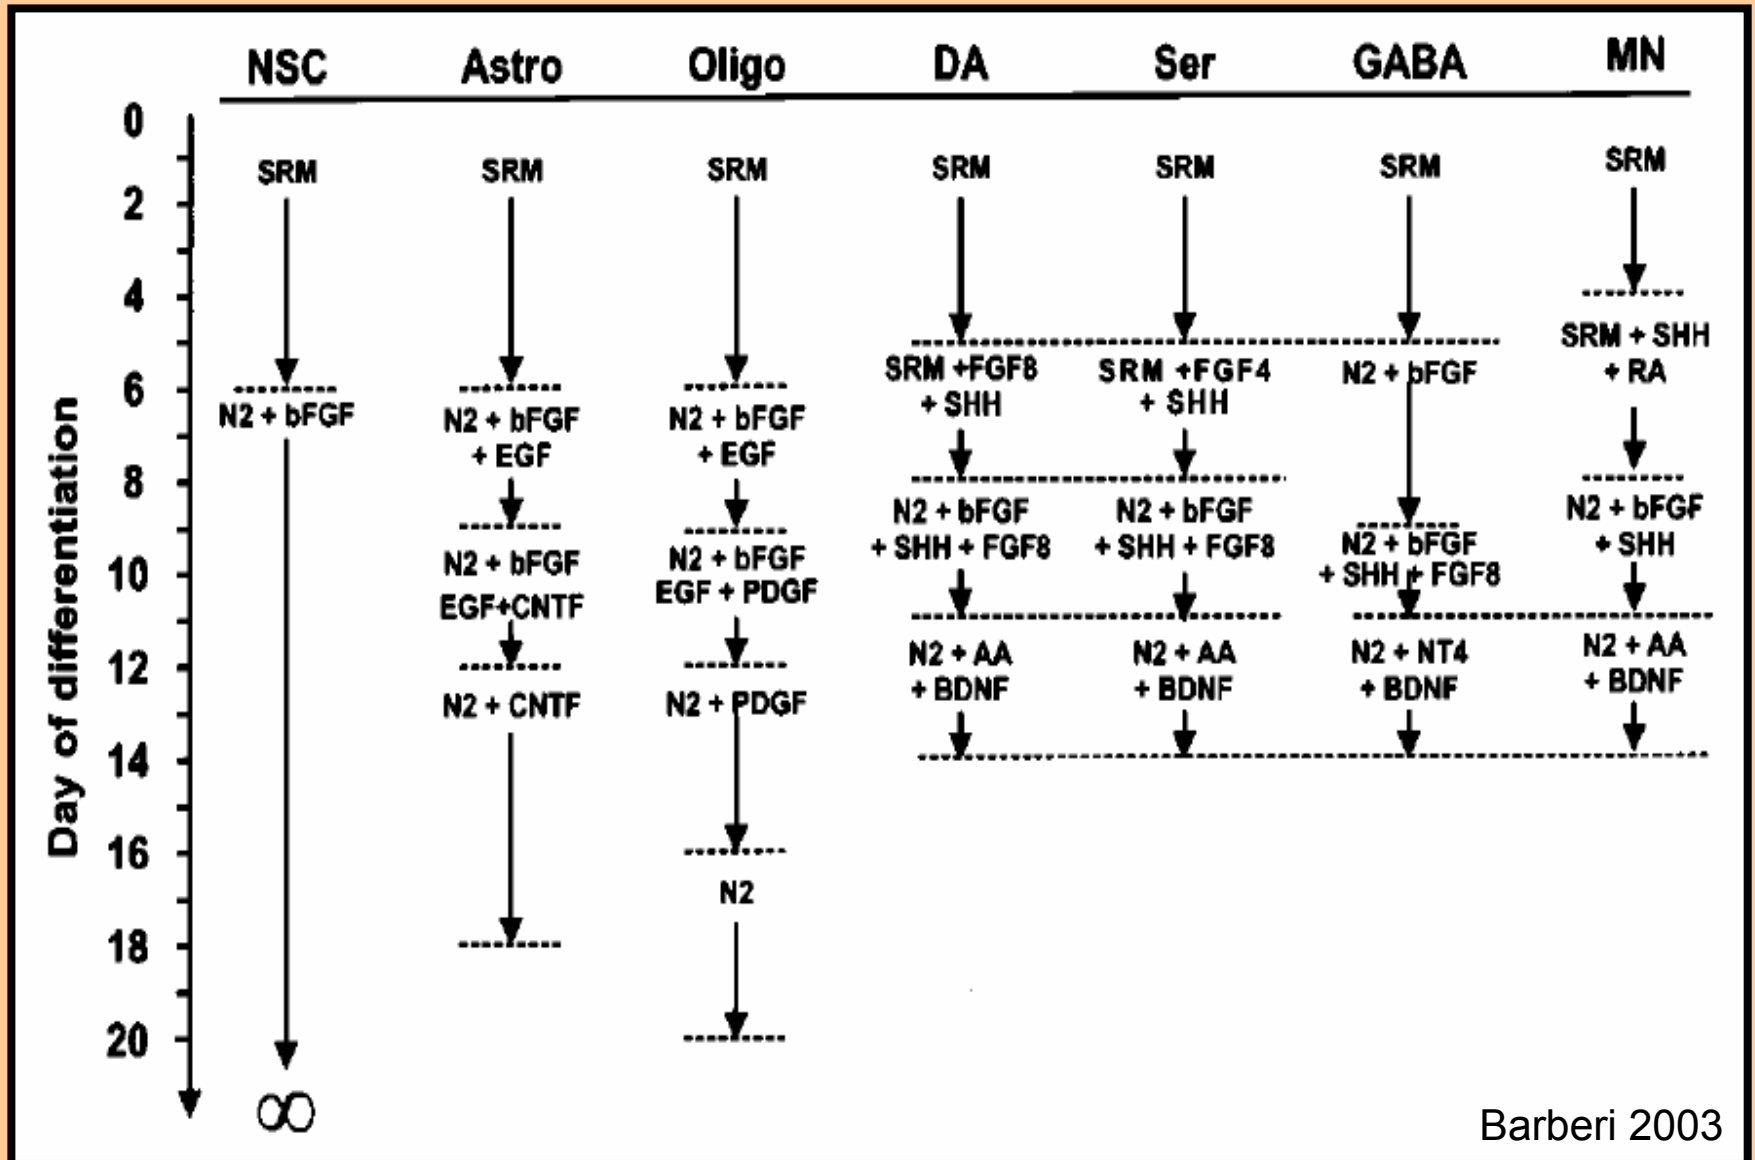 NSC Astro Oligo DA Ser GABA MN
Day of differentiation
0
2
4
6
8
10
12
14
16
18
20
SRM
N2 + bFGF
∞
SRM
N2 + bFGF
+ EGF
N2 + bFGF
EGF+CNTF
N2 + CNTF
SRM
N2 + bFGF
+ EGF
N2 + bFGF
EGF + PDGF
N2 + PDGF
N2
SRM
SRM +FGF8
+ SHH
N2 + bFGF
+ SHH + FGF8
N2 + AA
+ BDNF
SRM
SRM +FGF4
+ SHH
N2 + bFGF
+ SHH + FGF8
N2 + AA
+ BDNF
SRM
N2 + bFGF
N2 + bFGF
+ SHH + FGF8
N2 + NT4
+ BDNF
SRM
SRM + SHH
+ RA
N2 + bFGF
+ SHH
N2 + AA
+ BDNF
Barberi 2003